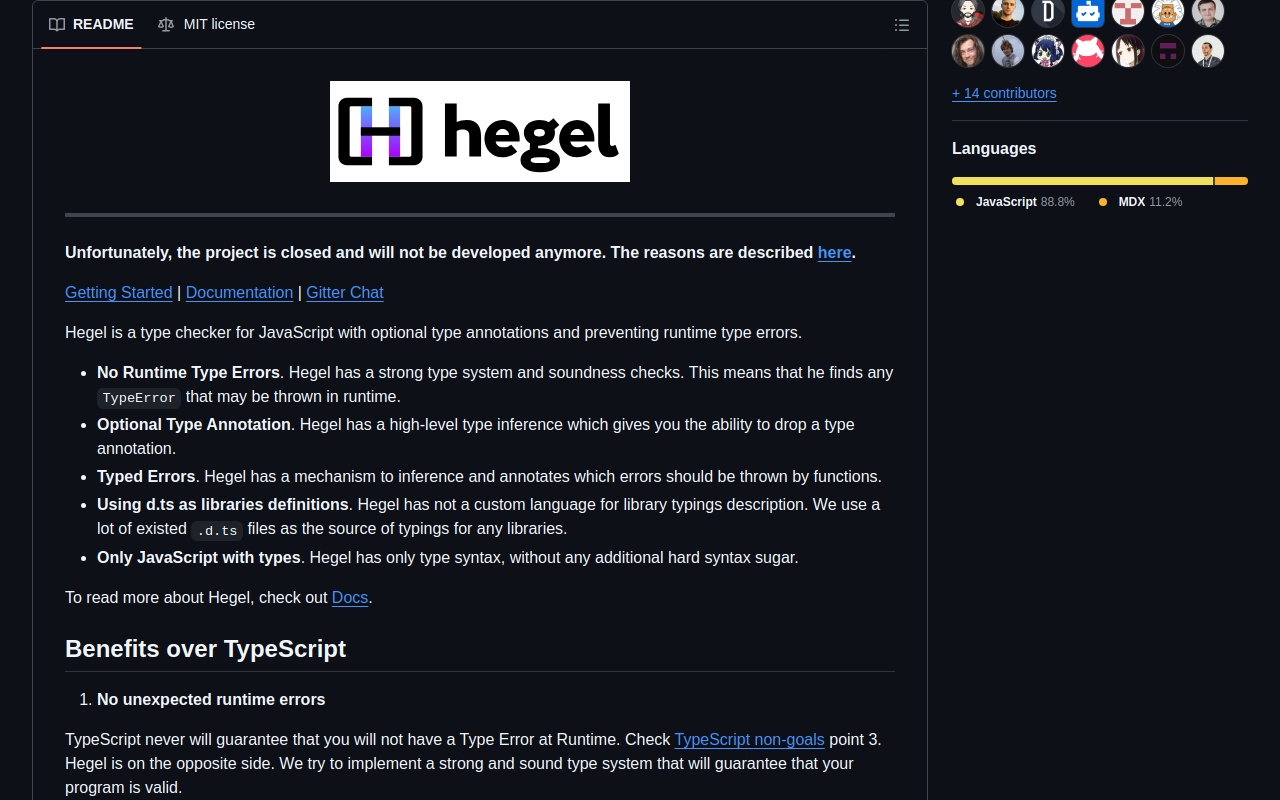 README
MIT license
hegel
Unfortunately, the project is closed and will not be developed anymore. The reasons are described here.
Getting Started | Documentation | Gitter Chat
Hegel is a type checker for JavaScript with optional type annotations and preventing runtime type errors.
• No Runtime Type Errors. Hegel has a strong type system and soundness checks. This means that he finds any
TypeError that may be thrown in runtime.
• Optional Type Annotation. Hegel has a high-level type inference which gives you the ability to drop a type
annotation.
• Typed Errors. Hegel has a mechanism to inference and annotates which errors should be thrown by functions.
• Using d.ts as libraries definitions. Hegel has not a custom language for library typings description. We use a
lot of existed .d.ts files as the source of typings for any libraries.
• Only JavaScript with types. Hegel has only type syntax, without any additional hard syntax sugar.
To read more about Hegel, check out Docs.
Benefits over TypeScript
1. No unexpected runtime errors
TypeScript never will guarantee that you will not have a Type Error at Runtime. Check TypeScript non-goals point 3.
Hegel is on the opposite side. We try to implement a strong and sound type system that will guarantee that your
program is valid.
+ 14 contributors
Languages
JavaScript 88.8%
MDX 11.2%